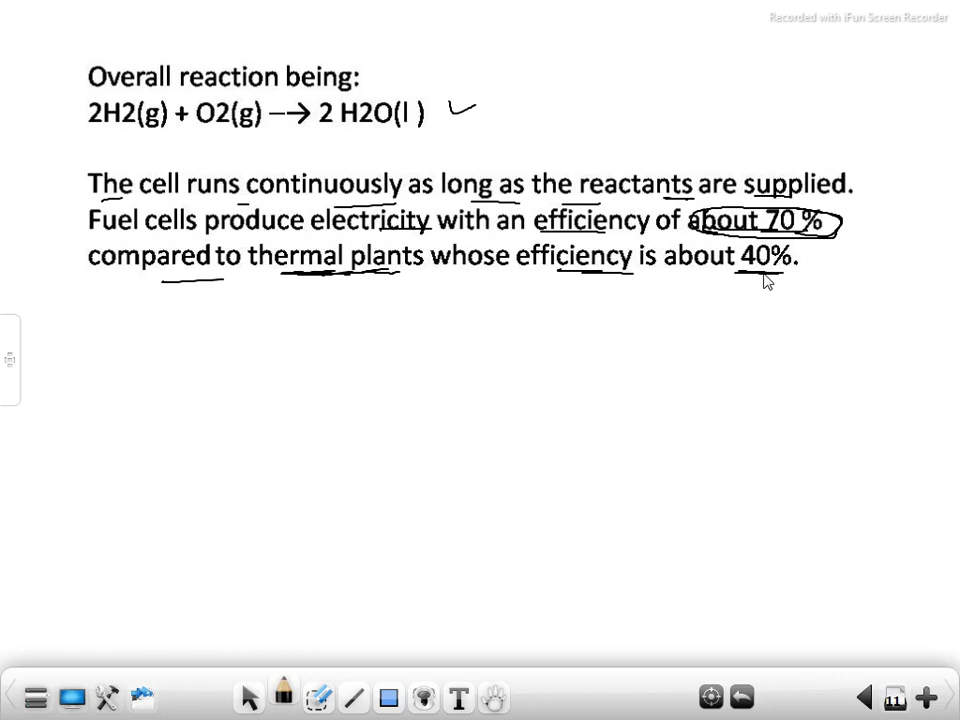 Recorded with iFun Screen Recorder
Overall reaction being:
2H2(g) + O2(g) –→ 2 H2O(l )
The cell runs continuously as long as the reactants are supplied.
Fuel cells produce electricity with an efficiency of about 70 %
compared to thermal plants whose efficiency is about 40%.
T
11